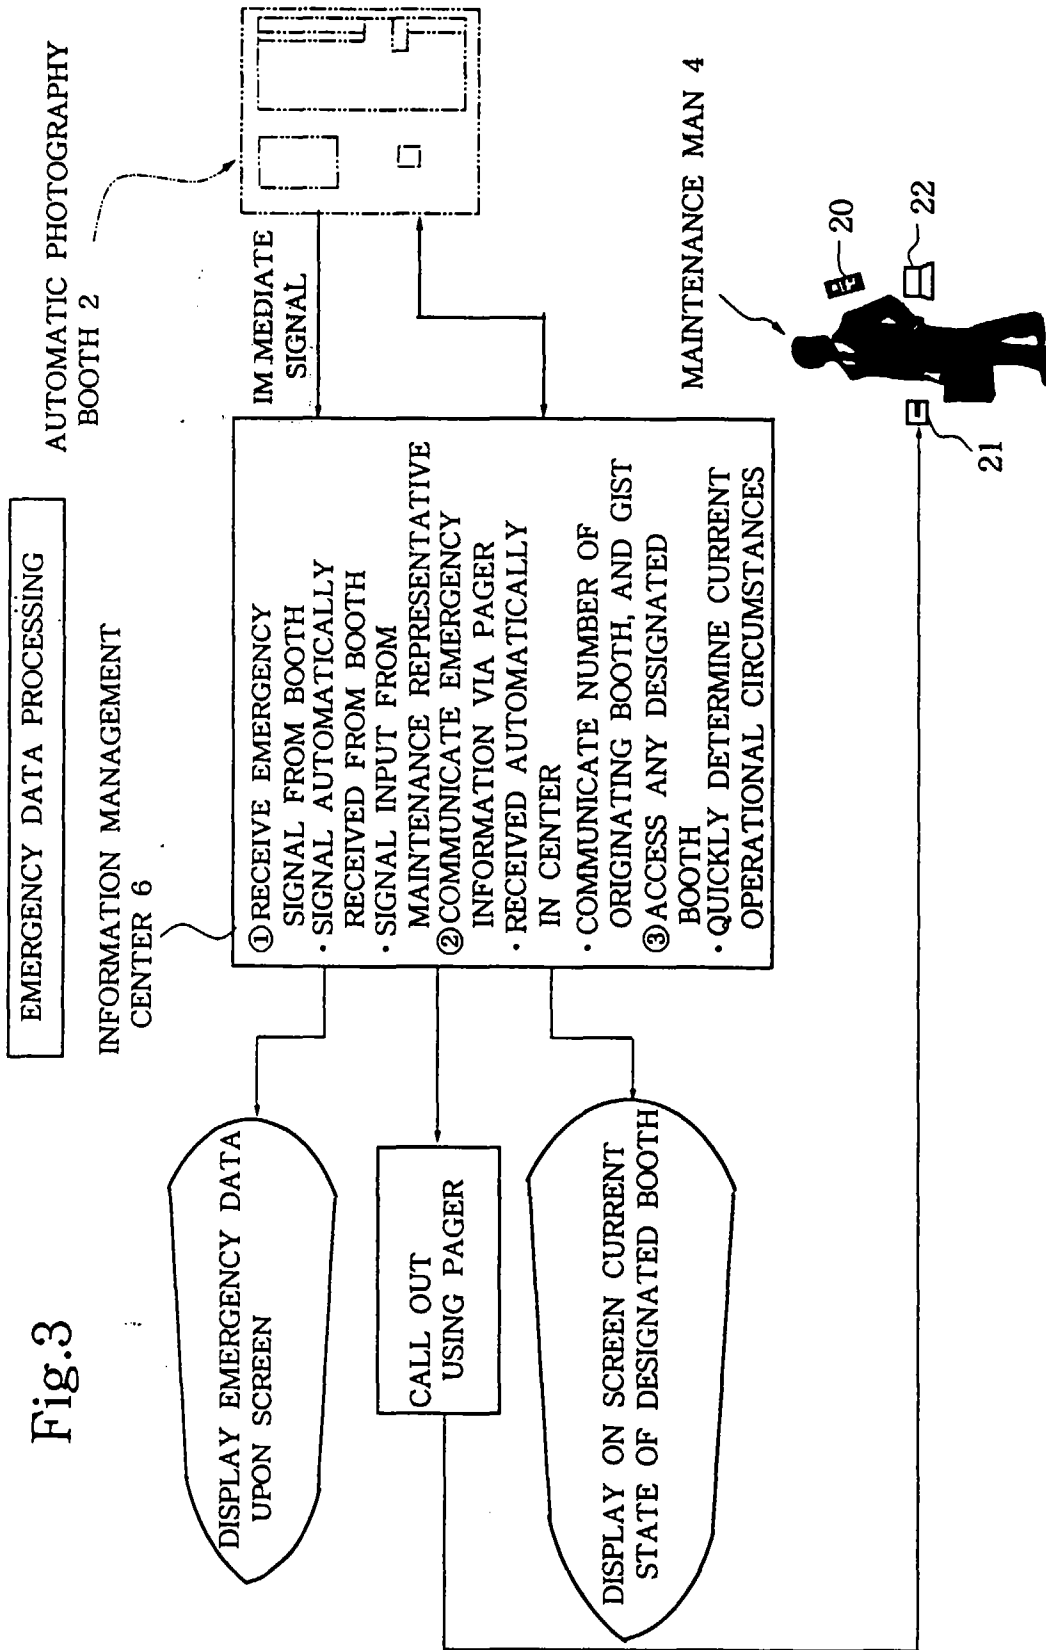 Fig.3
EMERGENCY DATA PROCESSING
INFORMATION MANAGEMENT
CENTER 6
AUTOMATIC PHOTOGRAPHY
BOOTH 2
DISPLAY EMERGENCY DATA
UPON SCREEN
CALL OUT
USING PAGER
DISPLAY ON SCREEN CURRENT
STATE OF DESIGNATED BOOTH
①RECEIVE EMERGENCY
SIGNAL FROM BOOTH
・SIGNAL AUTOMATICALLY
RECEIVED FROM BOOTH
・SIGNAL INPUT FROM
MAINTENANCE REPRESENTATIVE
②COMMUNICATE EMERGENCY
INFORMATION VIA PAGER
・RECEIVED AUTOMATICALLY
IN CENTER
・COMMUNICATE NUMBER OF
ORIGINATING BOOTH, AND GIST
③ACCESS ANY DESIGNATED
BOOTH
・QUICKLY DETERMINE CURRENT
OPERATIONAL CIRCUMSTANCES
IMMEDIATE
SIGNAL
MAINTENANCE MAN 4
20
21
22